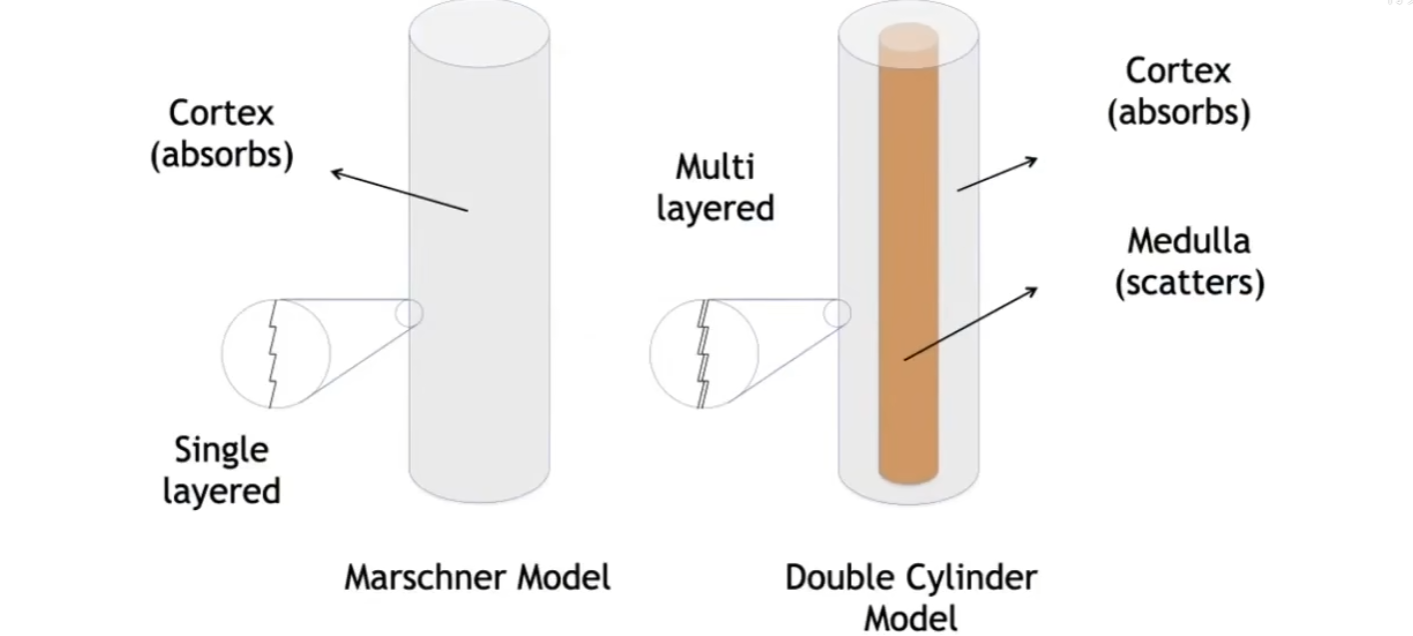 Cortex
(absorbs)
Single
layered
Marschner Model
Multi
layered
Cortex
(absorbs)
Medulla
(scatters)
Double Cylinder
Model